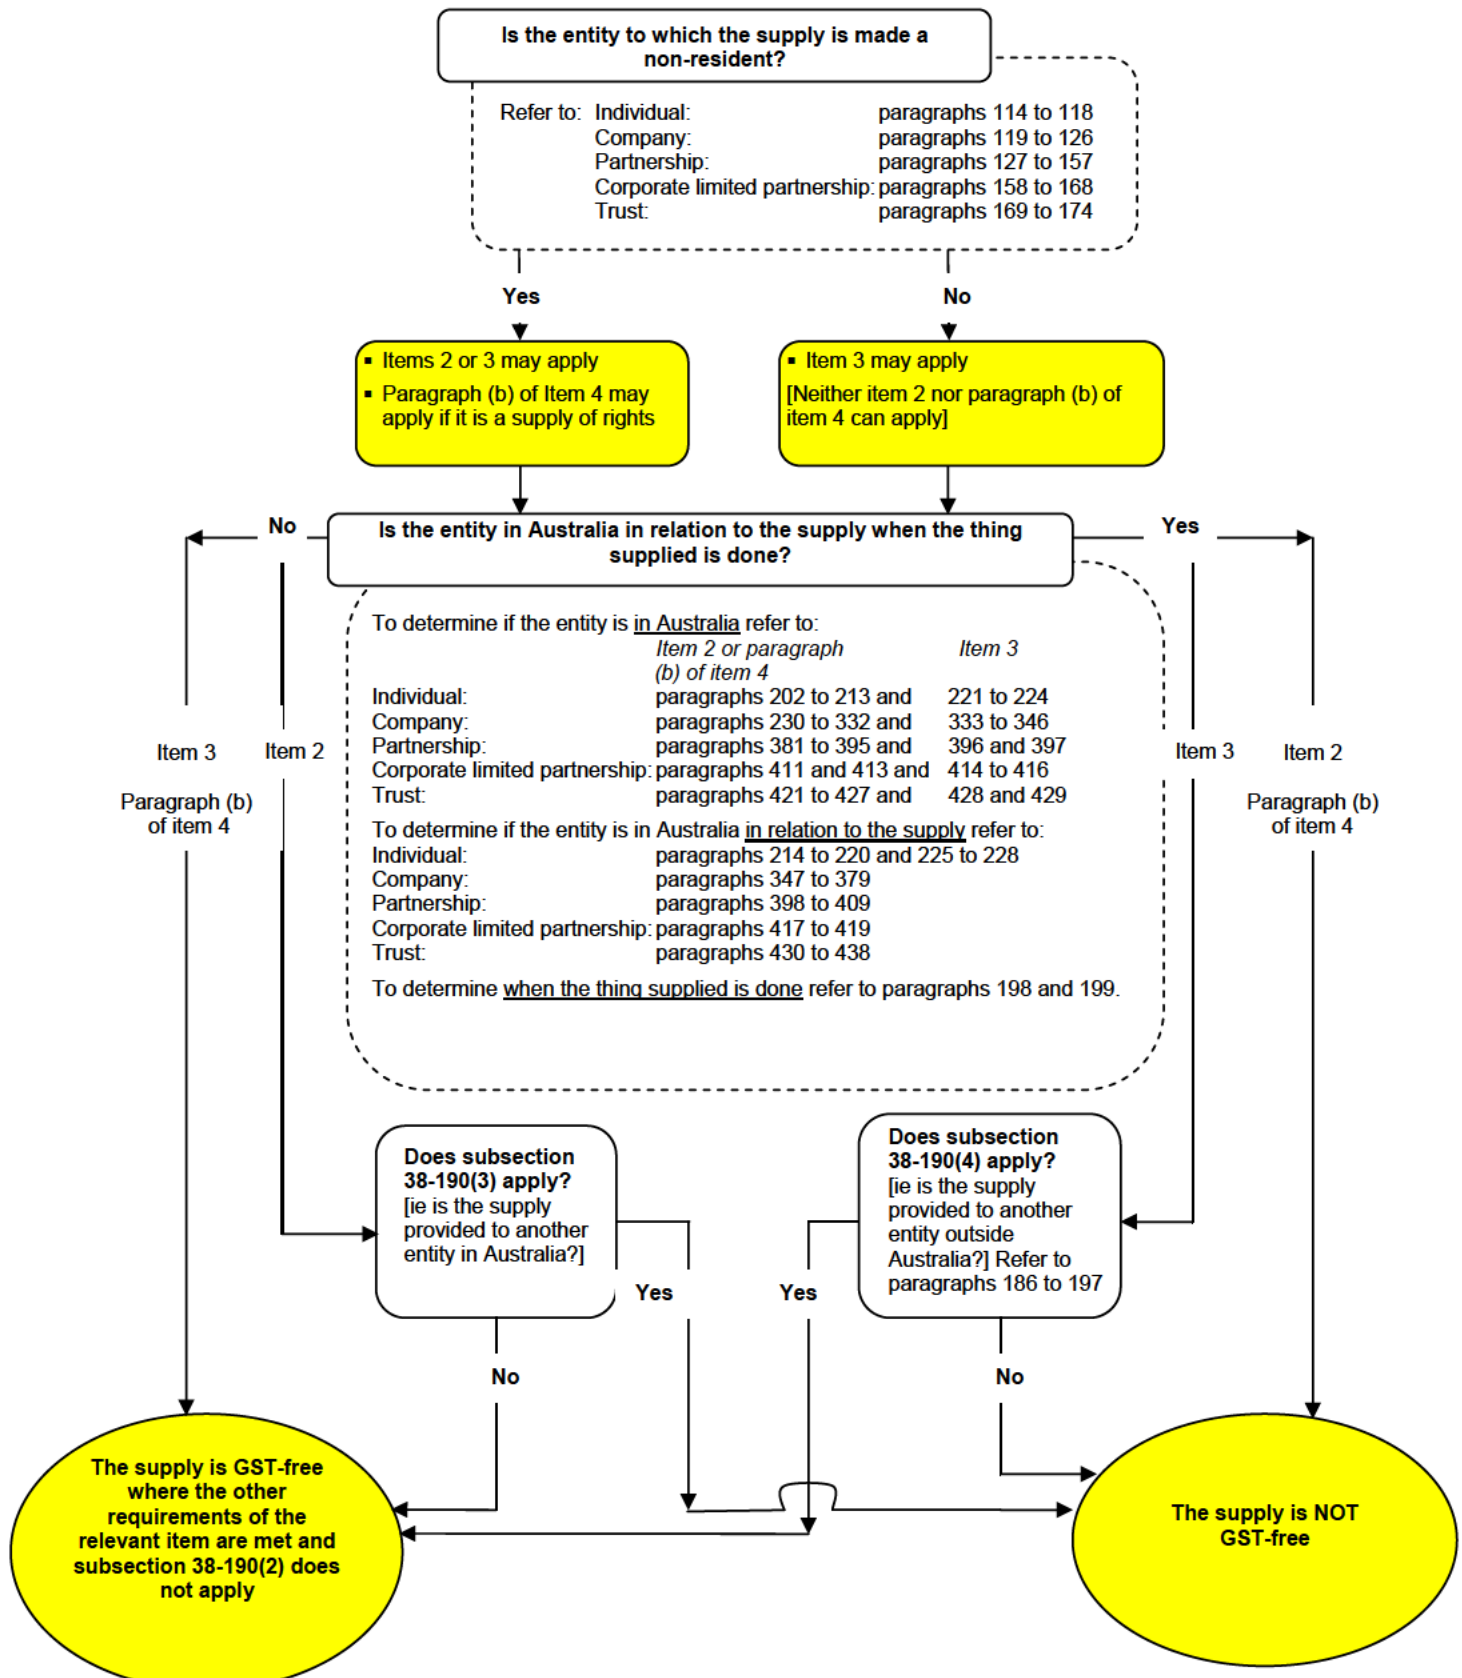 Is the entity to which the supply is made a
non-resident?
Refer to: Individual: paragraphs 114 to 118
Company: paragraphs 119 to 126
Partnership: paragraphs 127 to 157
Corporate limited partnership: paragraphs 158 to 168
Trust: paragraphs 169 to 174
Yes
No
▪ Items 2 or 3 may apply
▪ Paragraph (b) of Item 4 may
apply if it is a supply of rights
▪ Item 3 may apply
[Neither item 2 nor paragraph (b) of
item 4 can apply]
No
Is the entity in Australia in relation to the supply when the thing
supplied is done?
Yes
To determine if the entity is in Australia refer to:
Item 2 or paragraph Item 3
(b) of item 4
Individual: paragraphs 202 to 213 and 221 to 224
Company: paragraphs 230 to 332 and 333 to 346
Partnership: paragraphs 381 to 395 and 396 and 397
Corporate limited partnership: paragraphs 411 and 413 and 414 to 416
Trust: paragraphs 421 to 427 and 428 and 429
To determine if the entity is in Australia in relation to the supply refer to:
Individual: paragraphs 214 to 220 and 225 to 228
Company: paragraphs 347 to 379
Partnership: paragraphs 398 to 409
Corporate limited partnership: paragraphs 417 to 419
Trust: paragraphs 430 to 438
To determine when the thing supplied is done refer to paragraphs 198 and 199.
Item 3
Paragraph (b)
of item 4
Item 2
Item 3
Item 2
Paragraph (b)
of item 4
Does subsection
38-190(3) apply?
[ie is the supply
provided to another
entity in Australia?]
Does subsection
38-190(4) apply?
[ie is the supply
provided to another
entity outside
Australia?] Refer to
paragraphs 186 to 197
Yes
Yes
No
No
The supply is GST-free
where the other
requirements of the
relevant item are met and
subsection 38-190(2) does
not apply
The supply is NOT
GST-free